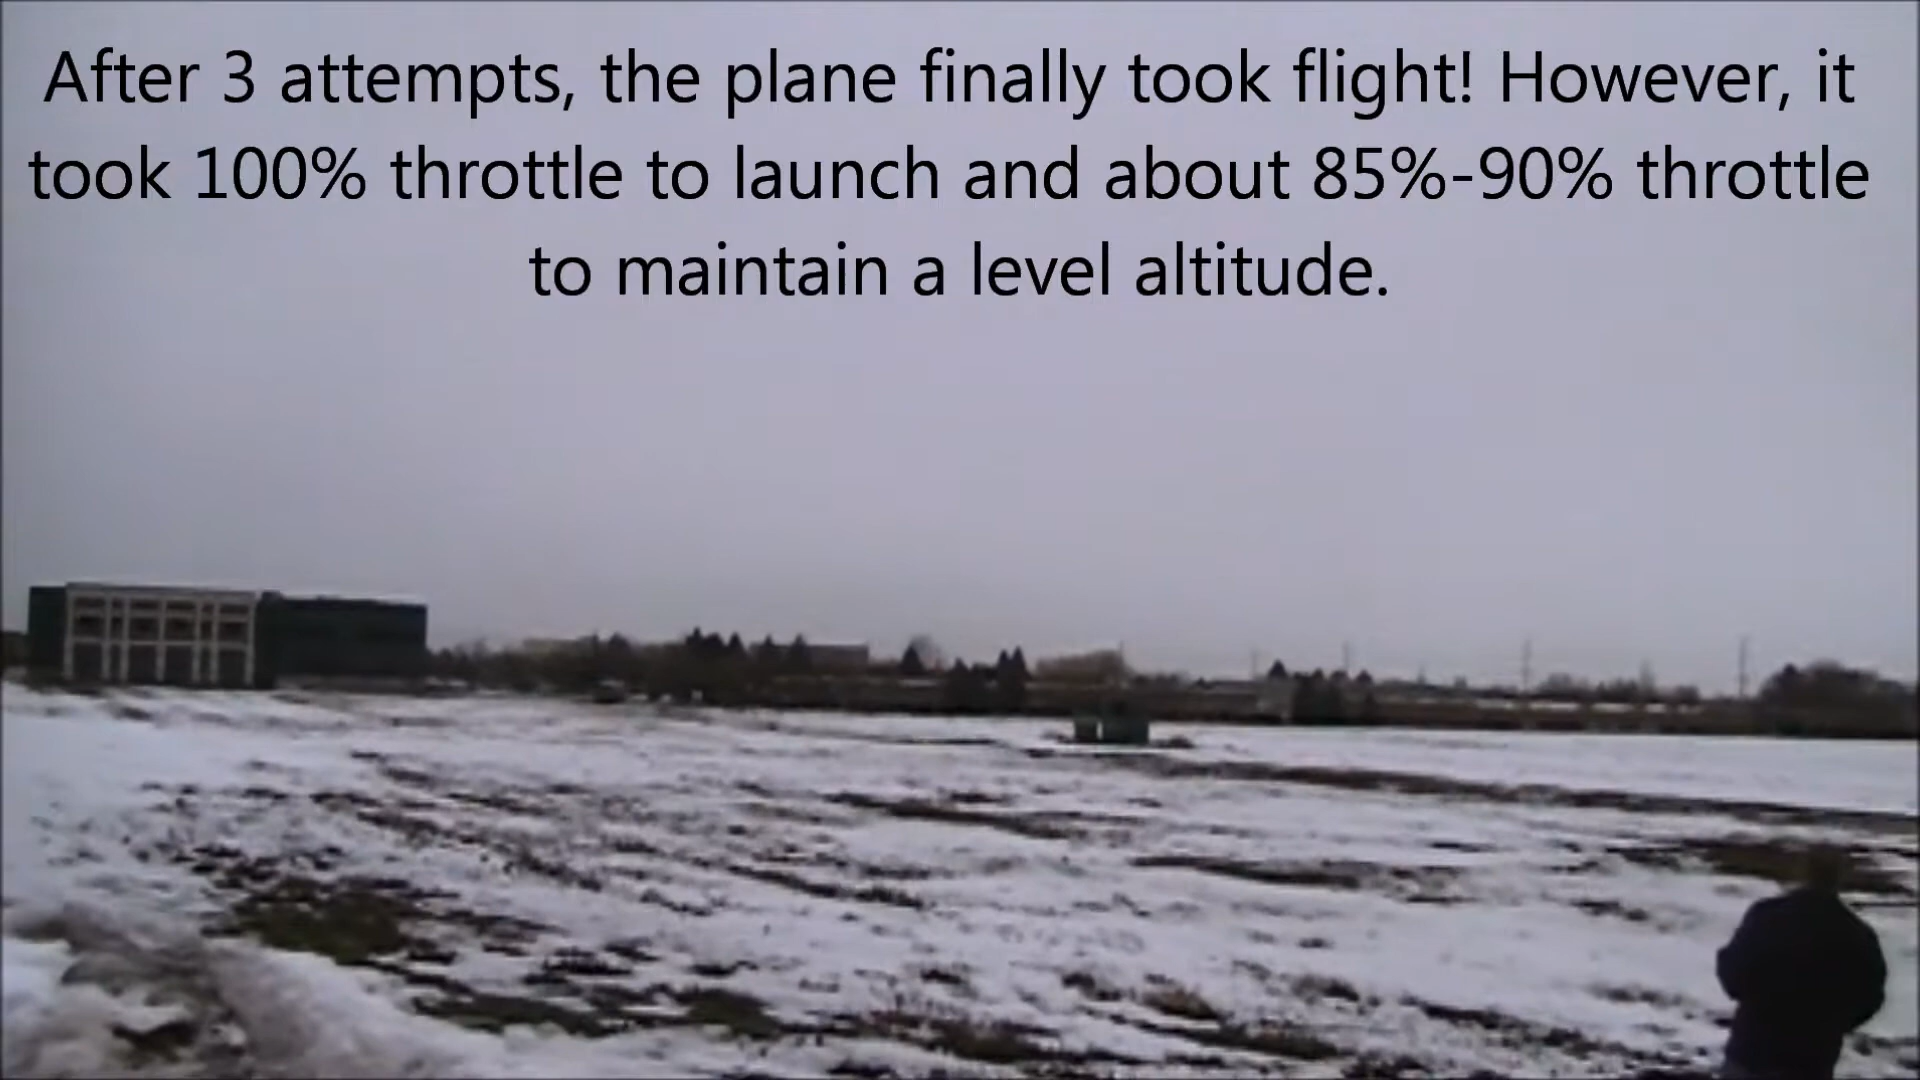 After 3 attempts, the plane finally took flight! However, it
took 100% throttle to launch and about 85%-90% throttle
to maintain a level altitude.